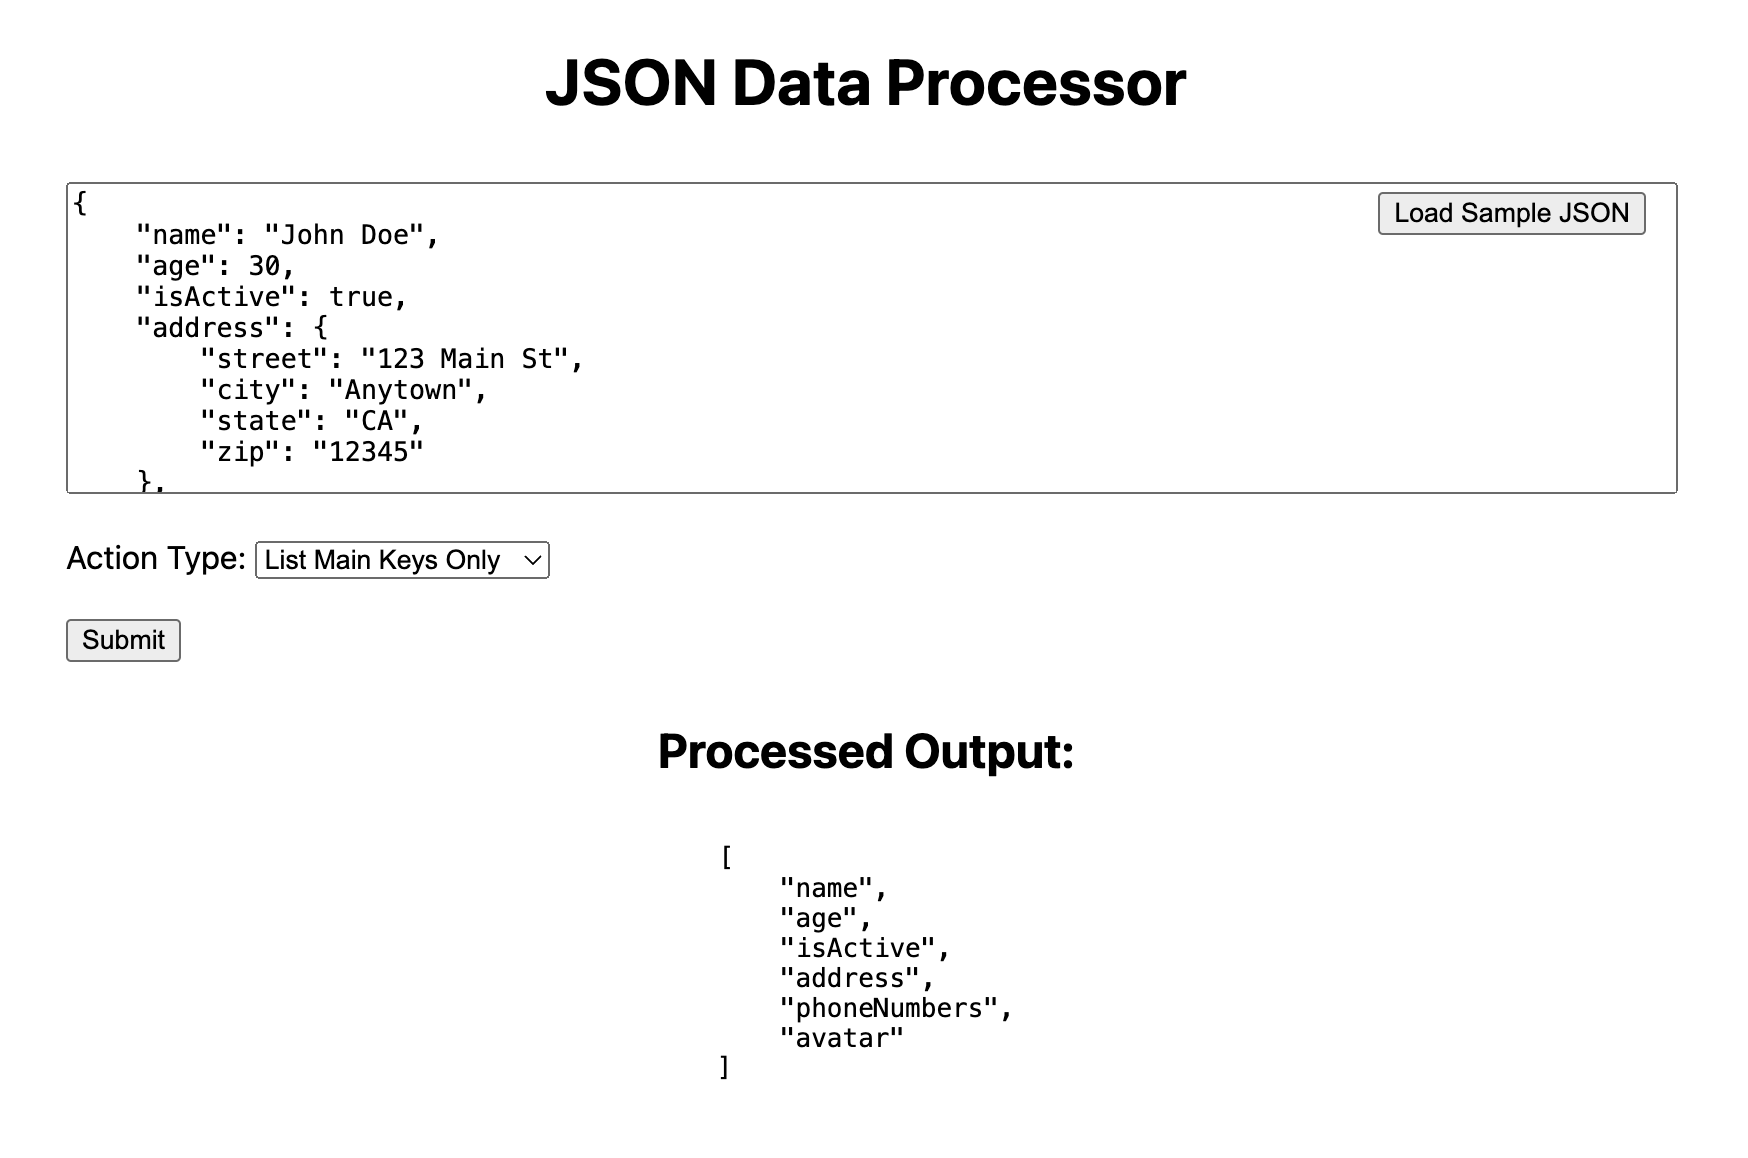 JSON Data Processor
{
    "name": "John Doe",
    "age": 30,
    "isActive": true,
    "address": {
        "street": "123 Main St",
        "city": "Anytown",
        "state": "CA",
        "zip": "12345"
    },
Load Sample JSON
Action Type: List Main Keys Only
Submit
Processed Output:
[
    "name",
    "age",
    "isActive",
    "address",
    "phoneNumbers",
    "avatar"
]